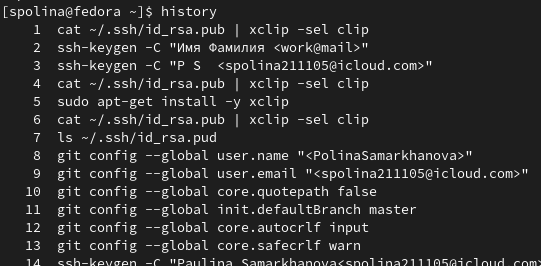 [spolina@fedora ~]$ history
1 cat ~/.ssh/id_rsa.pub | xclip -sel clip
2 ssh-keygen -C "Имя Фамилия <work@mail>"
3 ssh-keygen -C "P S  <spolina211105@icloud.com>"
4 cat ~/.ssh/id_rsa.pub | xclip -sel clip
5 sudo apt-get install -y xclip
6 cat ~/.ssh/id_rsa.pub | xclip -sel clip
7 ls ~/.ssh/id_rsa.pud
8 git config --global user.name "<PolinaSamarkhanova>"
9 git config --global user.email "<spolina211105@icloud.com>"
10 git config --global core.quotepath false
11 git config --global init.defaultBranch master
12 git config --global core.autocrlf input
13 git config --global core.safecrlf warn
14 ssh-keygen -C "Paulina Samarkhanova<spolina211105@icloud.com>